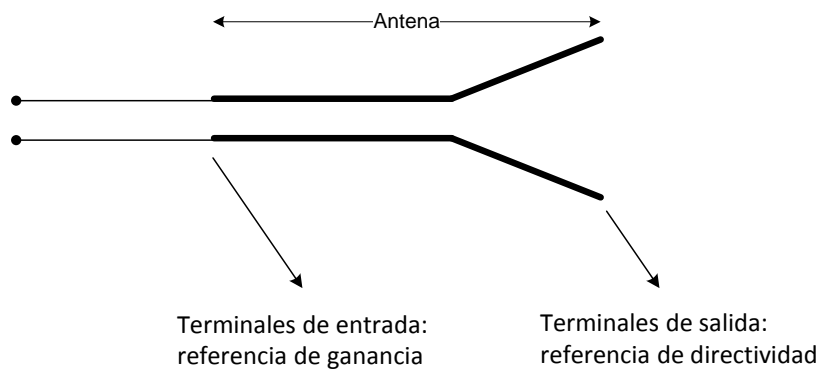 Antena
Terminales de entrada:
referencia de ganancia
Terminales de salida:
referencia de directividad